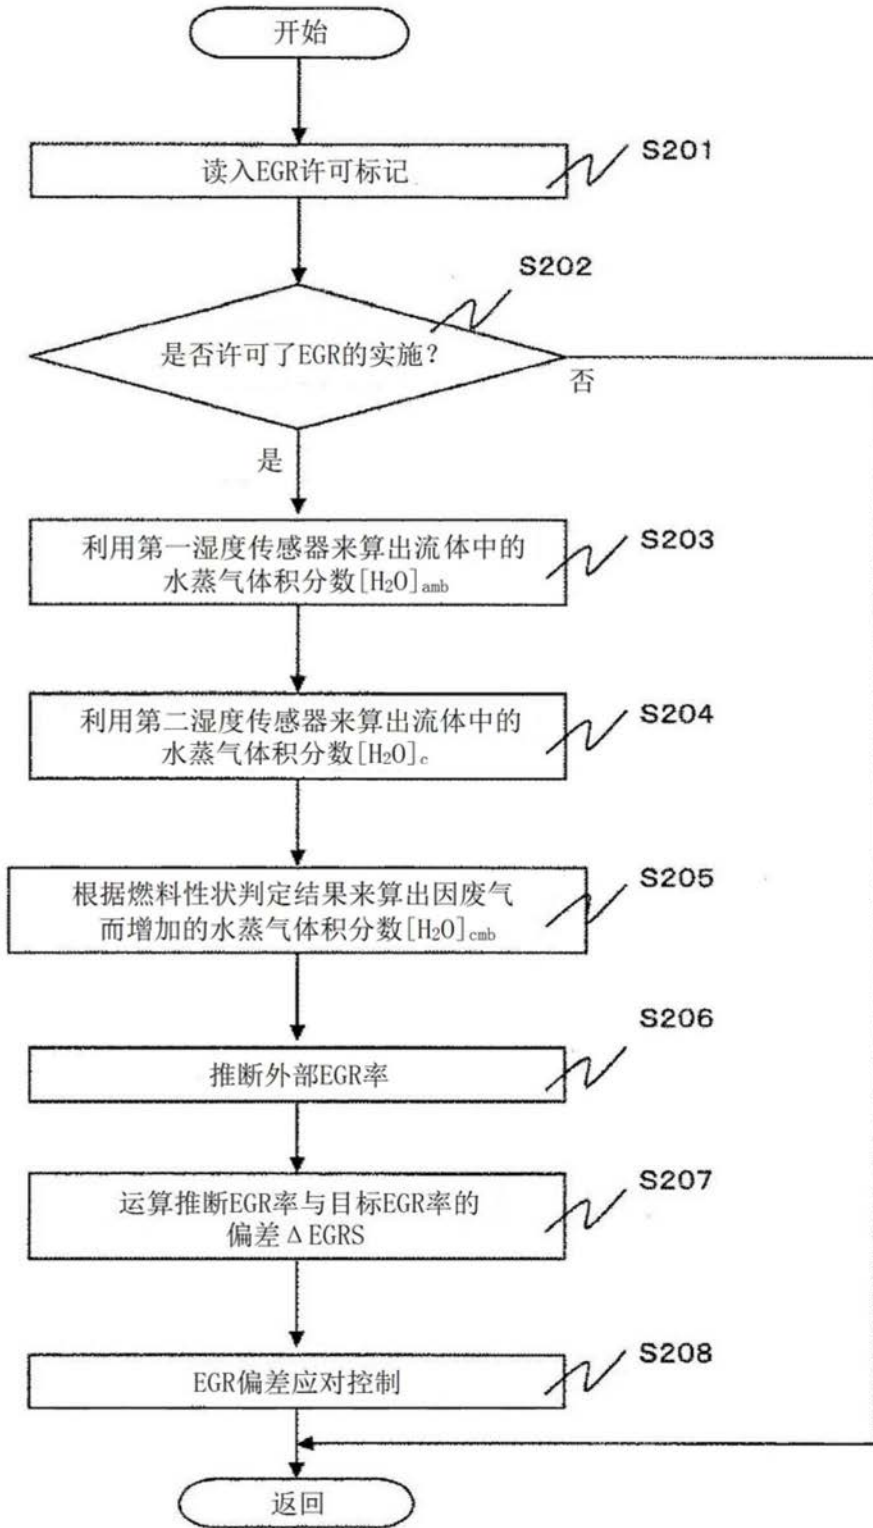 开始
读入EGR许可标记
S201
S202
是否许可了EGR的实施？
否
是
利用第一湿度传感器来算出流体中的
水蒸气体积分数[H₂O]amb
S203
利用第二湿度传感器来算出流体中的
水蒸气体积分数[H₂O]c
S204
根据燃料性状判定结果来算出因废气
而增加的水蒸气体积分数[H₂O]cmb
S205
推断外部EGR率
S206
运算推断EGR率与目标EGR率的
偏差ΔEGRS
S207
EGR偏差应对控制
S208
返回